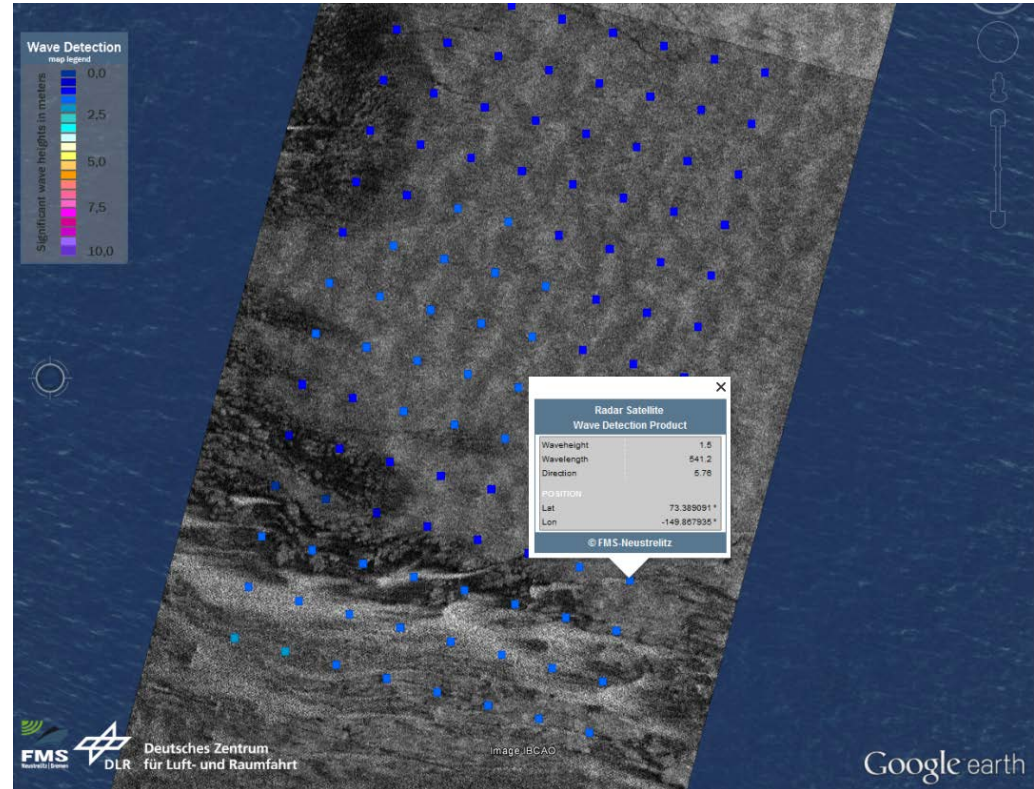 Wave Detection
map legend
Significant wave heights in meters
0,0
2,5
5,0
7,5
10,0
Radar Satellite
Wave Detection Product
Waveheight 1.5
Wavelength 541.2
Direction 5.76
POSITION
Lat 73.389091 °
Lon -149.867935 °
© FMS-Neustrelitz
FMS
Neustrelitz | Bremen
DLR
Deutsches Zentrum
für Luft- und Raumfahrt
Image IBCAO
Google earth